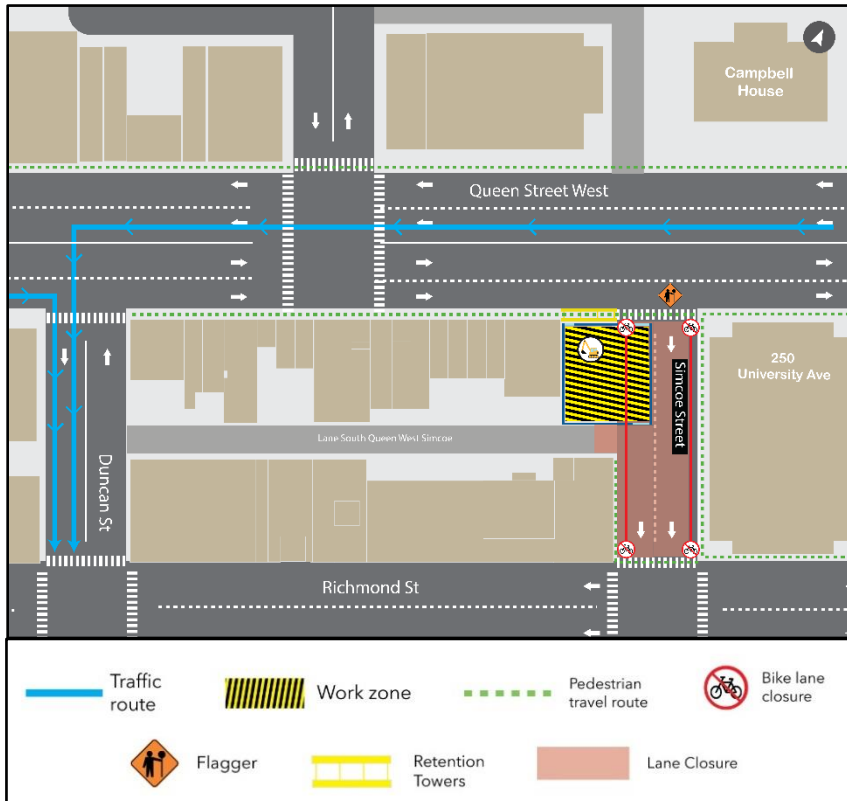 Campbell
House
Queen Street West
250
University Ave
Simcoe Street
Lane South Queen West Simcoe
Duncan St
Richmond St
Traffic
route
Work zone
Pedestrian
travel route
Bike lane
closure
Flagger
Retention
Towers
Lane Closure